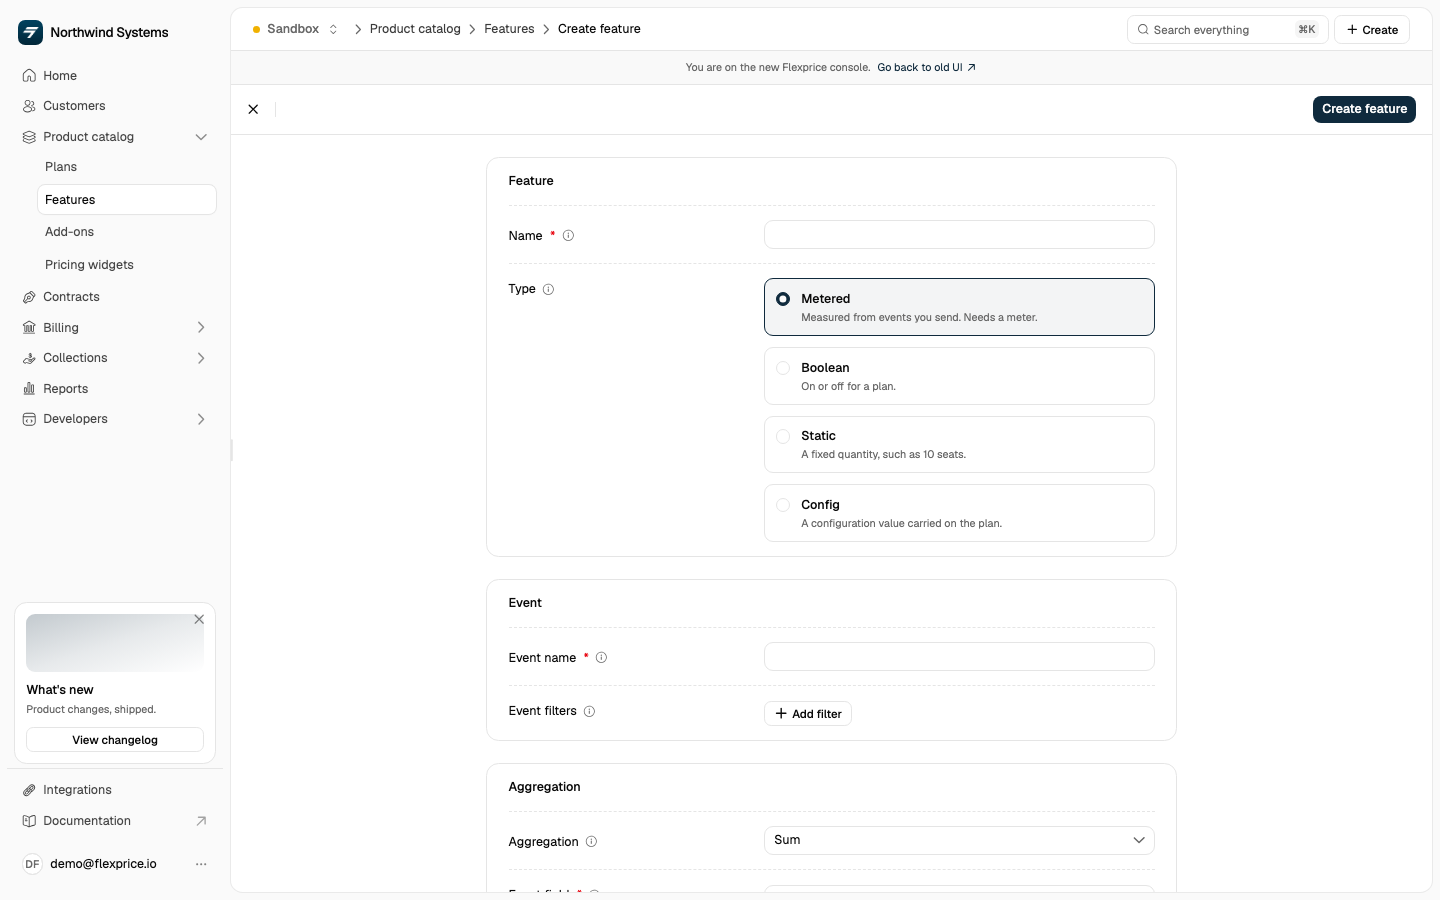 Northwind Systems
Home
Customers
Product catalog
Plans
Features
Add-ons
Pricing widgets
Contracts
Billing
Collections
Reports
Developers
What's new
Product changes, shipped.
View changelog
Integrations
Documentation
DF demo@flexprice.io
Sandbox Product catalog Features Create feature
Search everything ⌘K
Create
You are on the new Flexprice console. Go back to old UI
Create feature
Feature
Name *
Type
Metered
Measured from events you send. Needs a meter.
Boolean
On or off for a plan.
Static
A fixed quantity, such as 10 seats.
Config
A configuration value carried on the plan.
Event
Event name *
Event filters
Add filter
Aggregation
Aggregation
Sum